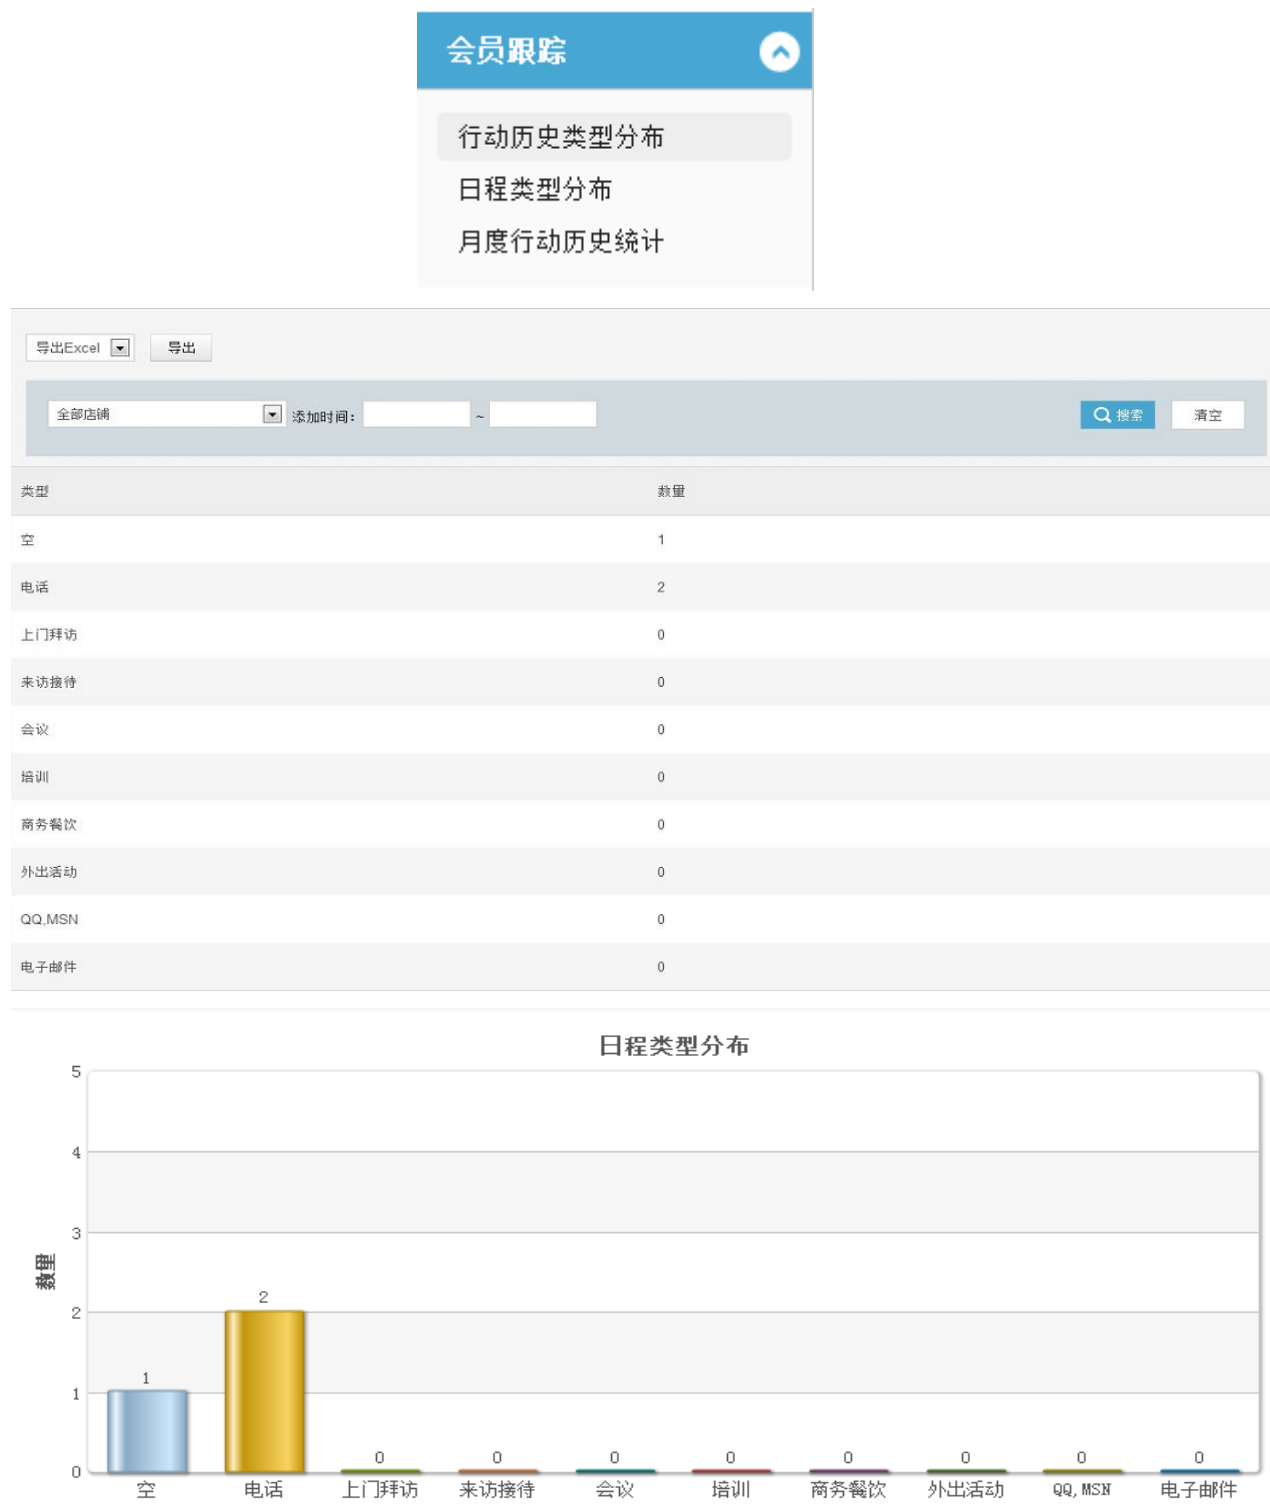 会员跟踪
行动历史类型分布
日程类型分布
月度行动历史统计
导出Excel 导出
全部店铺 添加时间: ~ 搜索 清空
类型 数量
空 1
电话 2
上门拜访 0
来访接待 0
会议 0
培训 0
商务餐饮 0
外出活动 0
QQ,MSN 0
电子邮件 0
日程类型分布
5
4
3
数量
2
2
1
1
0 0 0 0 0 0 0 0 0
空 电话 上门拜访 来访接待 会议 培训 商务餐饮 外出活动 QQ,MSN 电子邮件